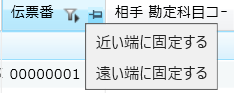 伝票番 相手 勘定科目コー
近い端に固定する
遠い端に固定する
00000001